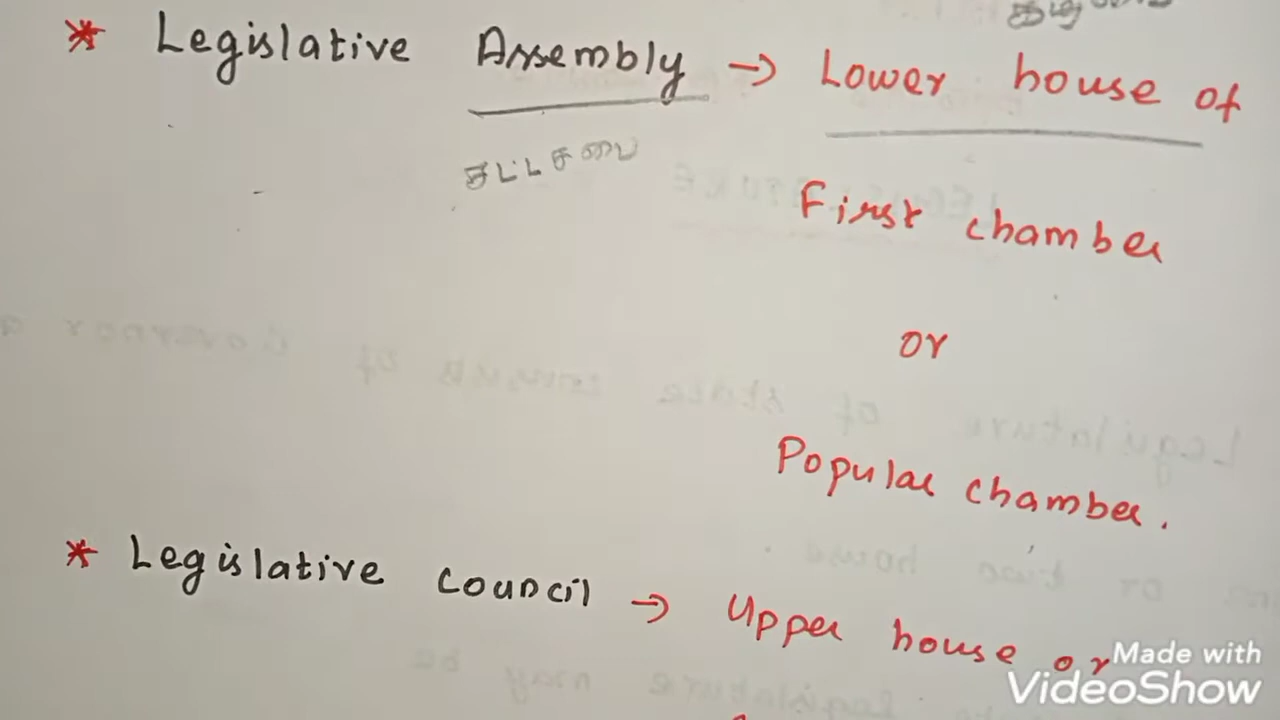 * Legislative Assembly → Lower house of
சட்டசபை
First chamber
or
Popular chamber.
* Legislative council → Upper house or
Made with
VideoShow